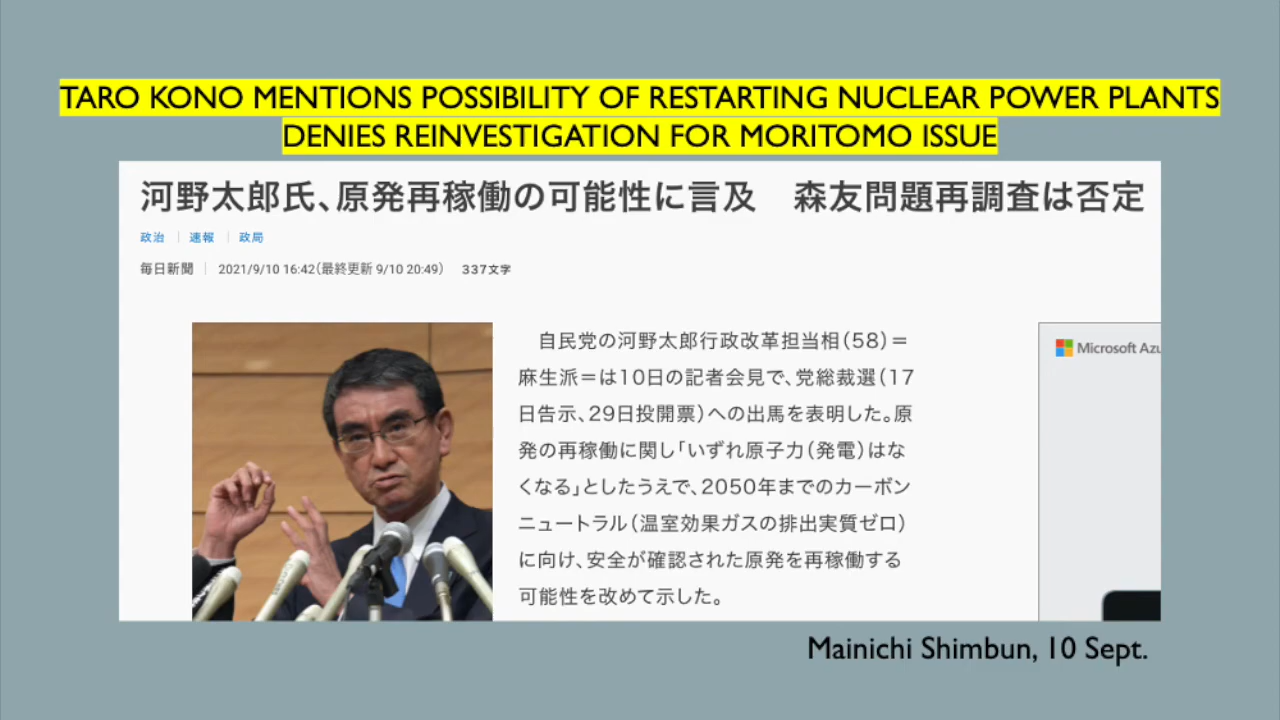 TARO KONO MENTIONS POSSIBILITY OF RESTARTING NUCLEAR POWER PLANTS
DENIES REINVESTIGATION FOR MORITOMO ISSUE
河野太郎氏、原発再稼働の可能性に言及　森友問題再調査は否定
政治 | 速報 | 政局
毎日新聞 | 2021/9/10 16:42(最終更新 9/10 20:49) 337文字
自民党の河野太郎行政改革担当相(58)＝
麻生派＝は10日の記者会見で、党総裁選(17
日告示、29日投開票)への出馬を表明した。原
発の再稼働に関し「いずれ原子力(発電)はな
くなる」としたうえで、2050年までのカーボン
ニュートラル(温室効果ガスの排出実質ゼロ)
に向け、安全が確認された原発を再稼働する
可能性を改めて示した。
Microsoft Azu
Mainichi Shimbun, 10 Sept.